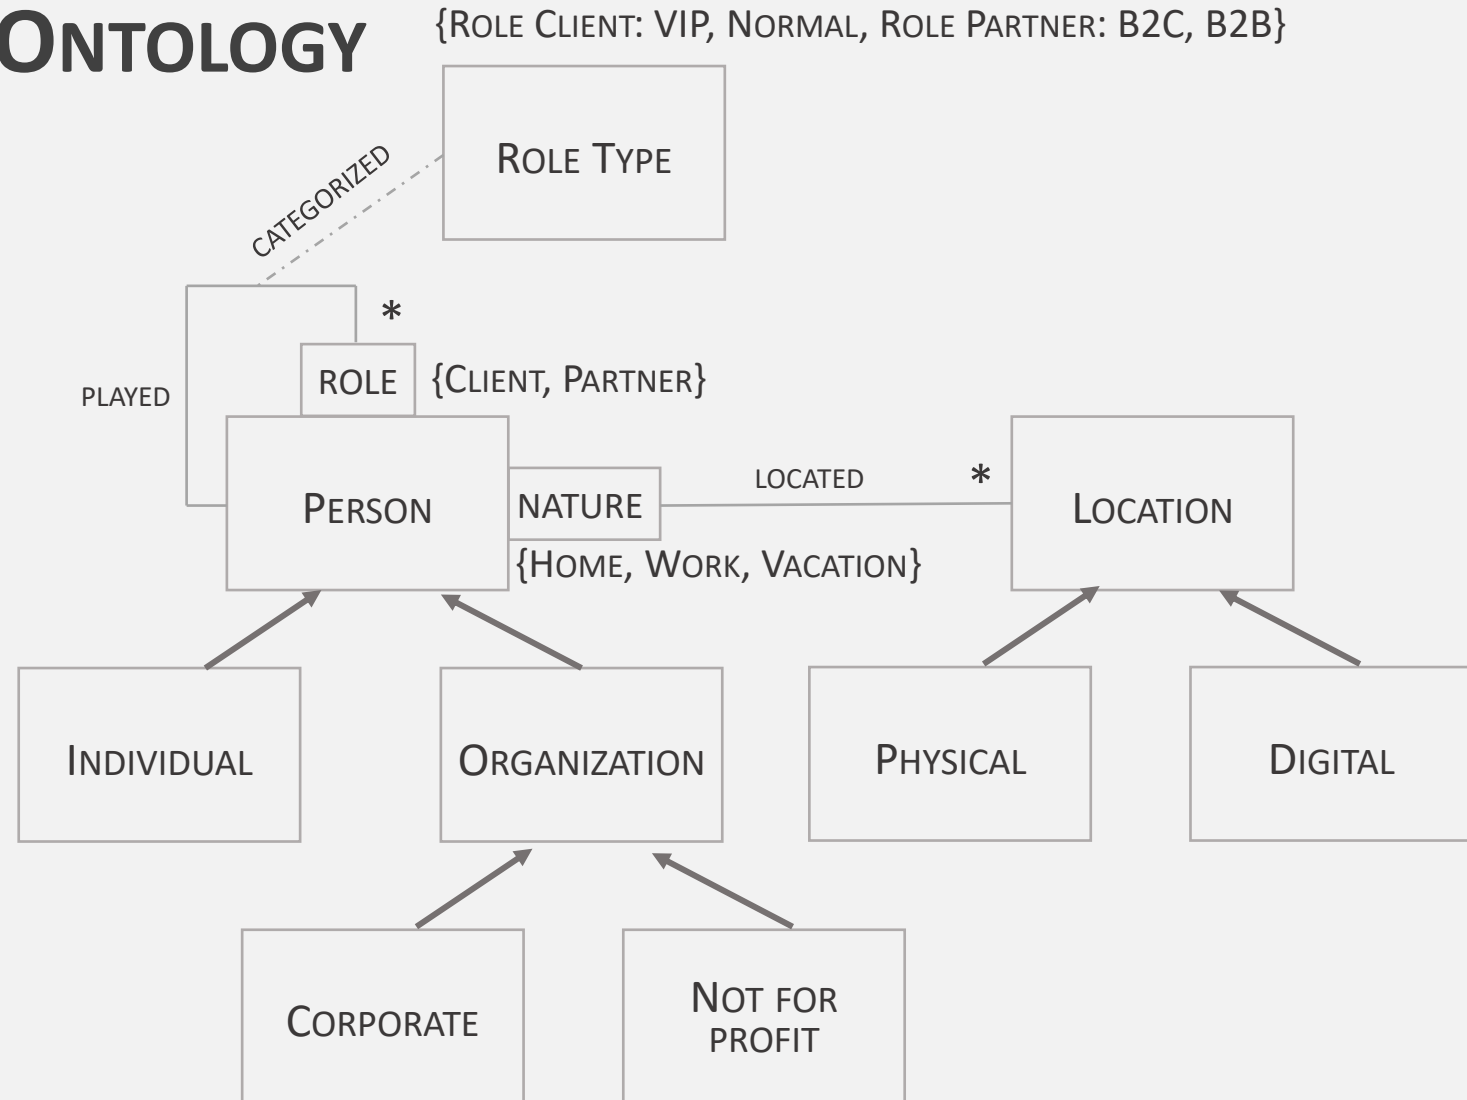 ONTOLOGY
{ROLE CLIENT: VIP, NORMAL, ROLE PARTNER: B2C, B2B}
ROLE TYPE
CATEGORIZED
*
ROLE
{CLIENT, PARTNER}
PLAYED
PERSON
NATURE
LOCATED
*
LOCATION
{HOME, WORK, VACATION}
INDIVIDUAL
ORGANIZATION
PHYSICAL
DIGITAL
CORPORATE
NOT FOR
PROFIT